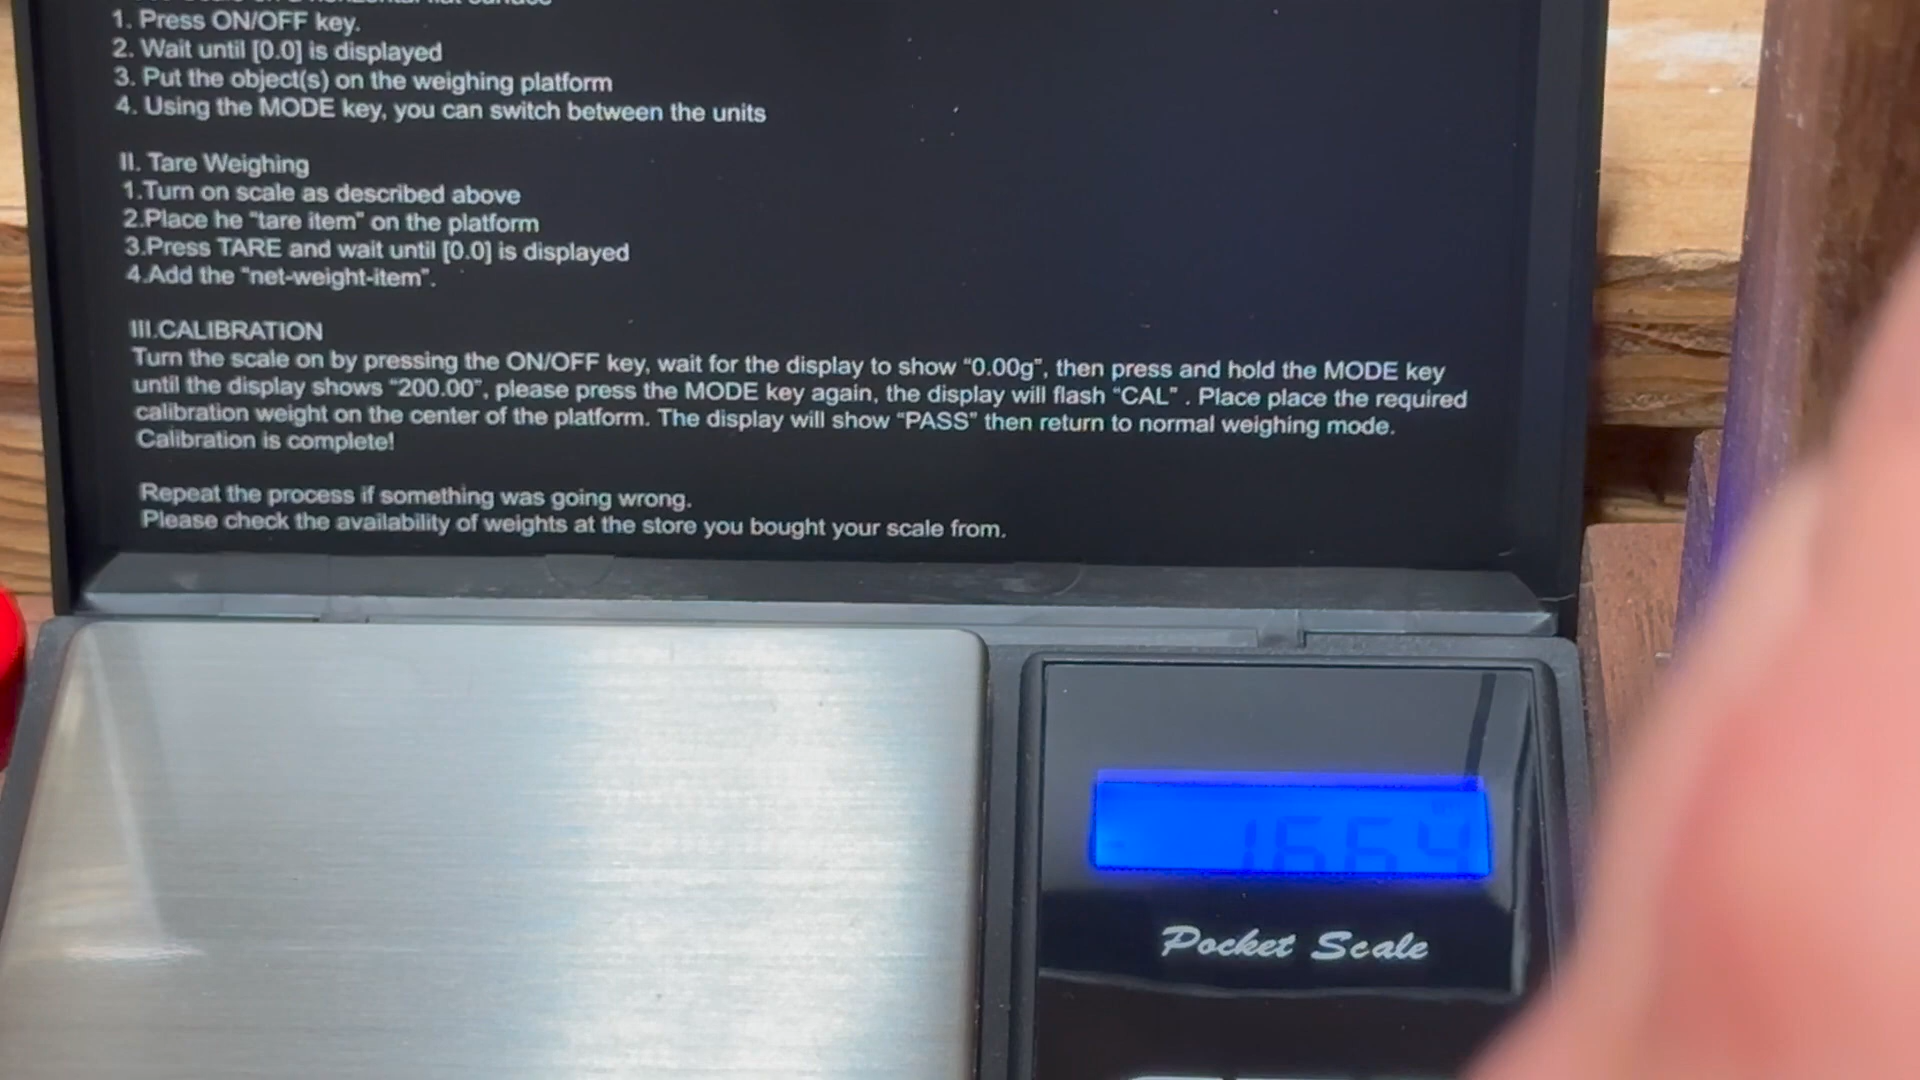 1. Press ON/OFF key.
2. Wait until [0.0] is displayed
3. Put the object(s) on the weighing platform
4. Using the MODE key, you can switch between the units
II. Tare Weighing
1.Turn on scale as described above
2.Place he "tare item" on the platform
3.Press TARE and wait until [0.0] is displayed
4.Add the "net-weight-item".
III.CALIBRATION
Turn the scale on by pressing the ON/OFF key, wait for the display to show "0.00g", then press and hold the MODE key
until the display shows "200.00", please press the MODE key again, the display will flash "CAL" . Place place the required
calibration weight on the center of the platform. The display will show "PASS" then return to normal weighing mode.
Calibration is complete!
Repeat the process if something was going wrong.
Please check the availability of weights at the store you bought your scale from.
Pocket Scale